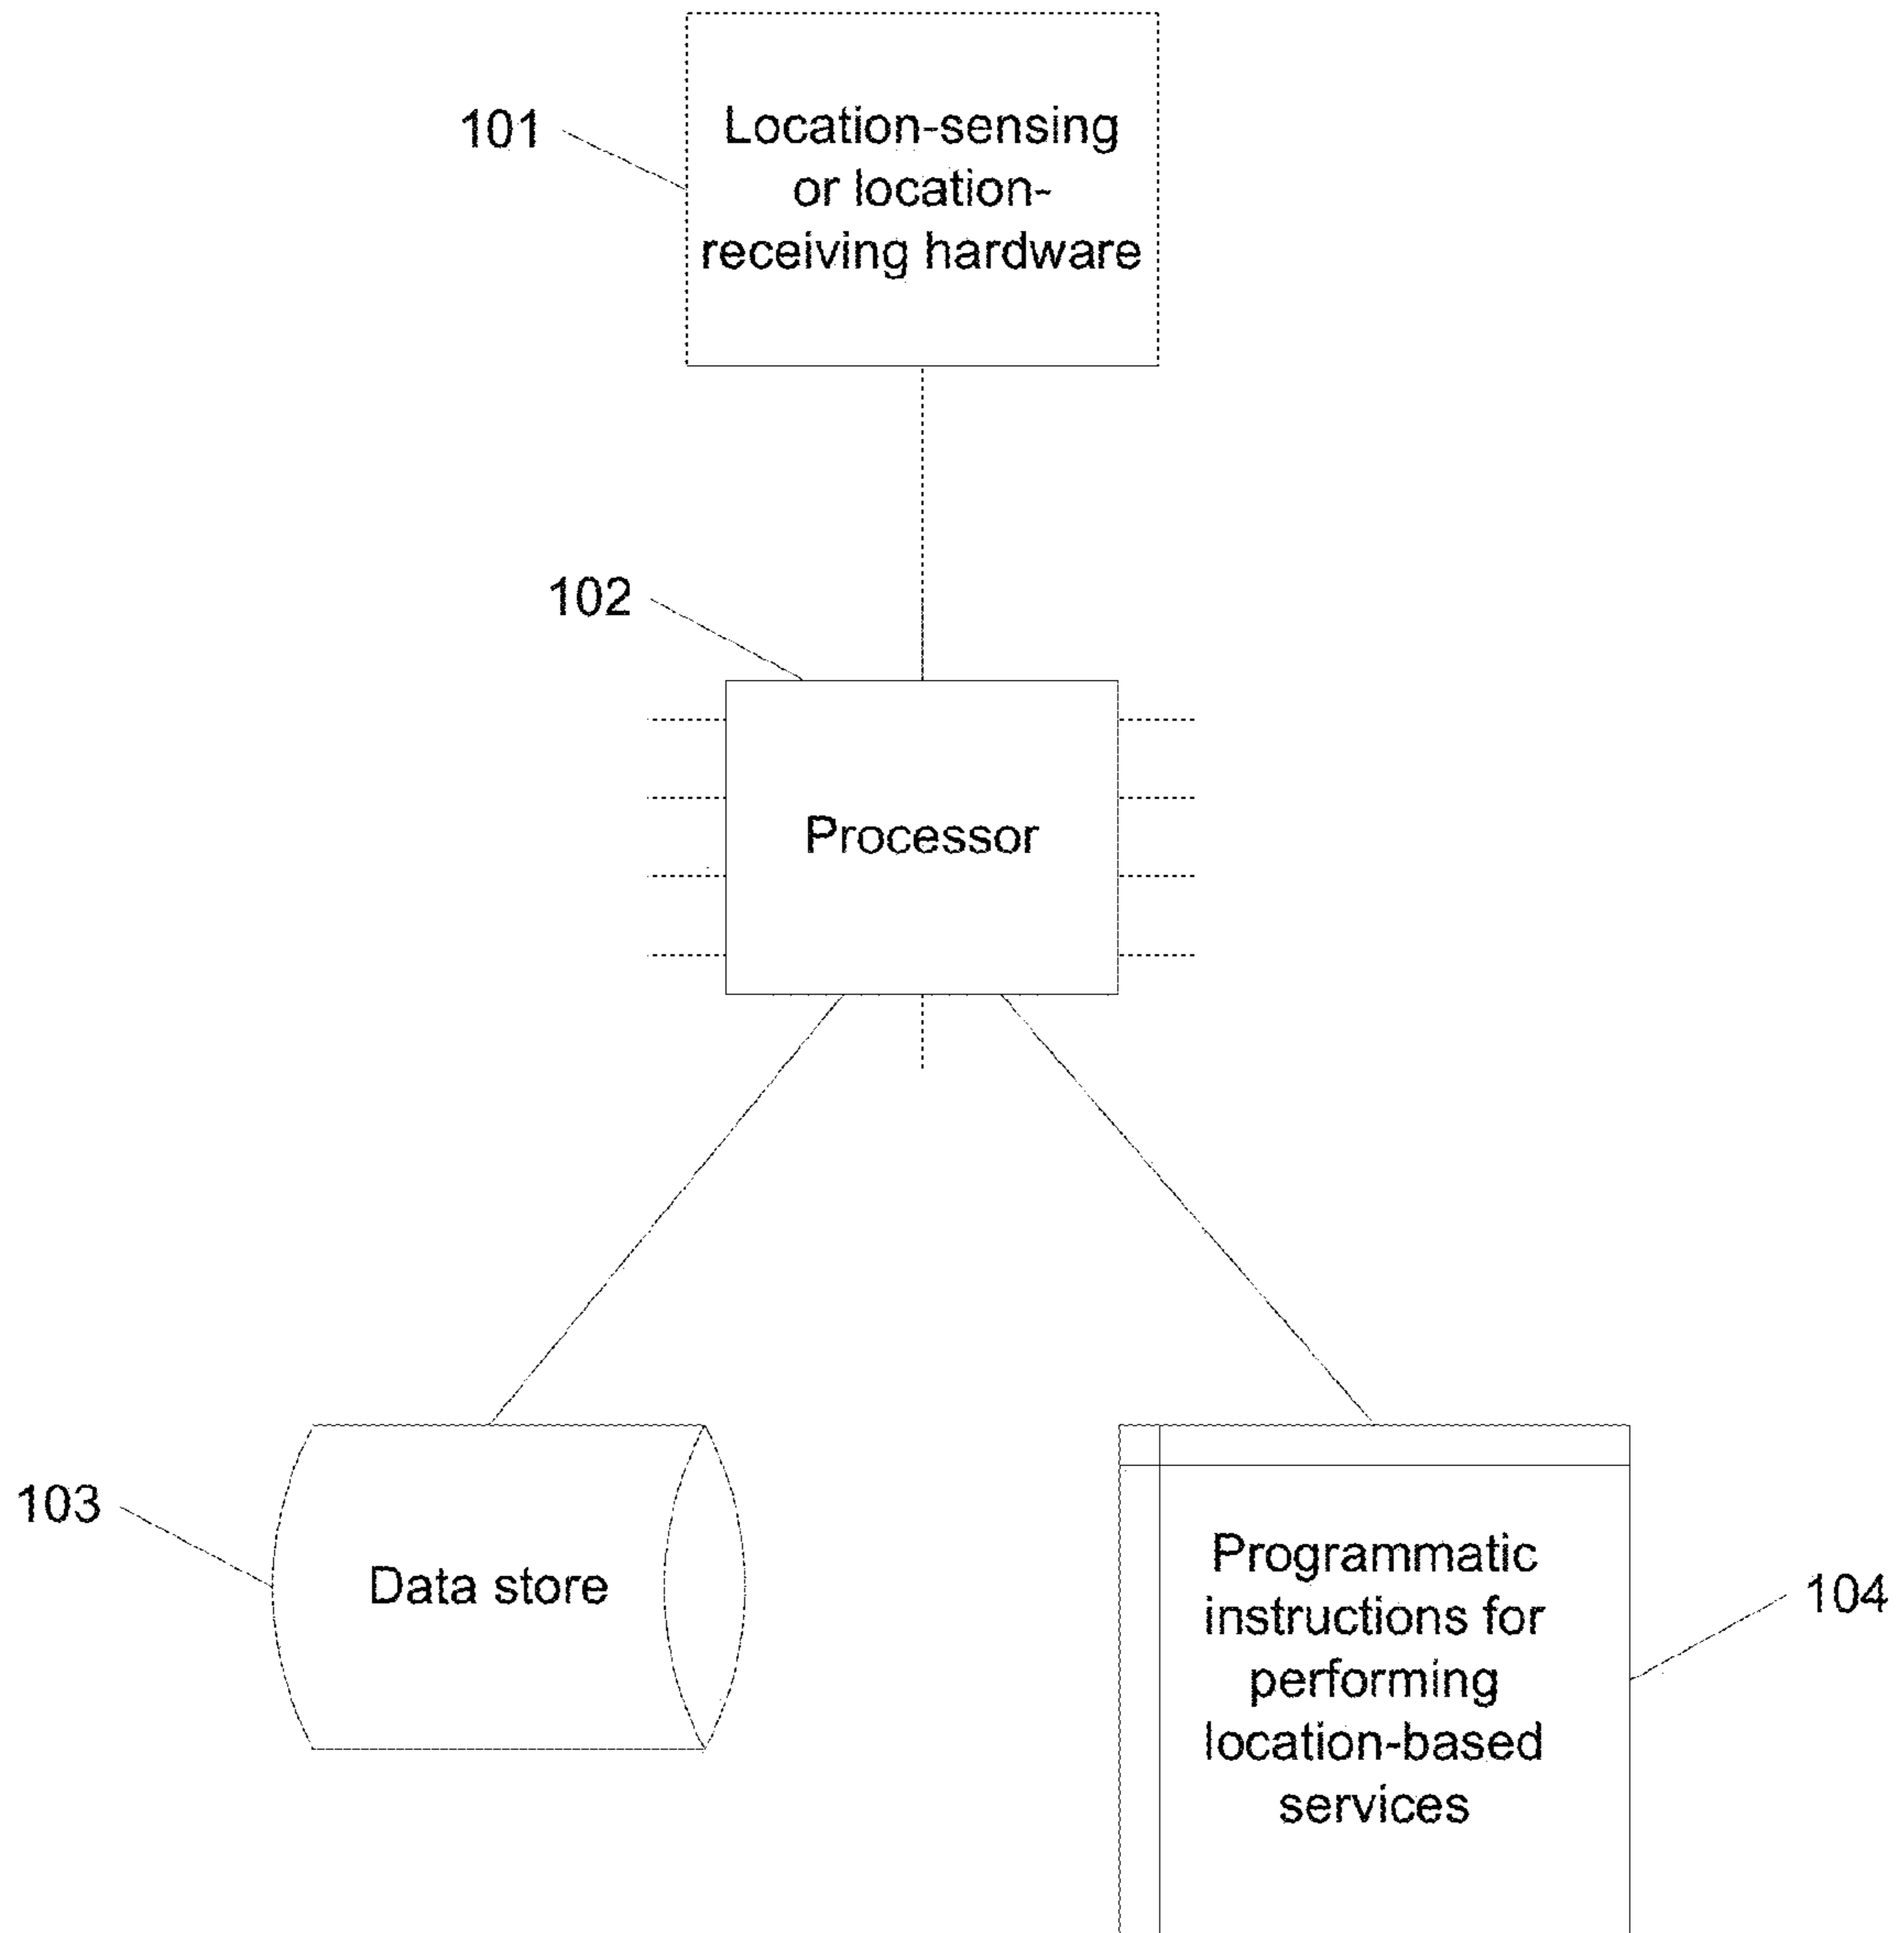 101
Location-sensing
or location-
receiving hardware
102
Processor
103
Data store
Programmatic
instructions for
performing
location-based
services
104